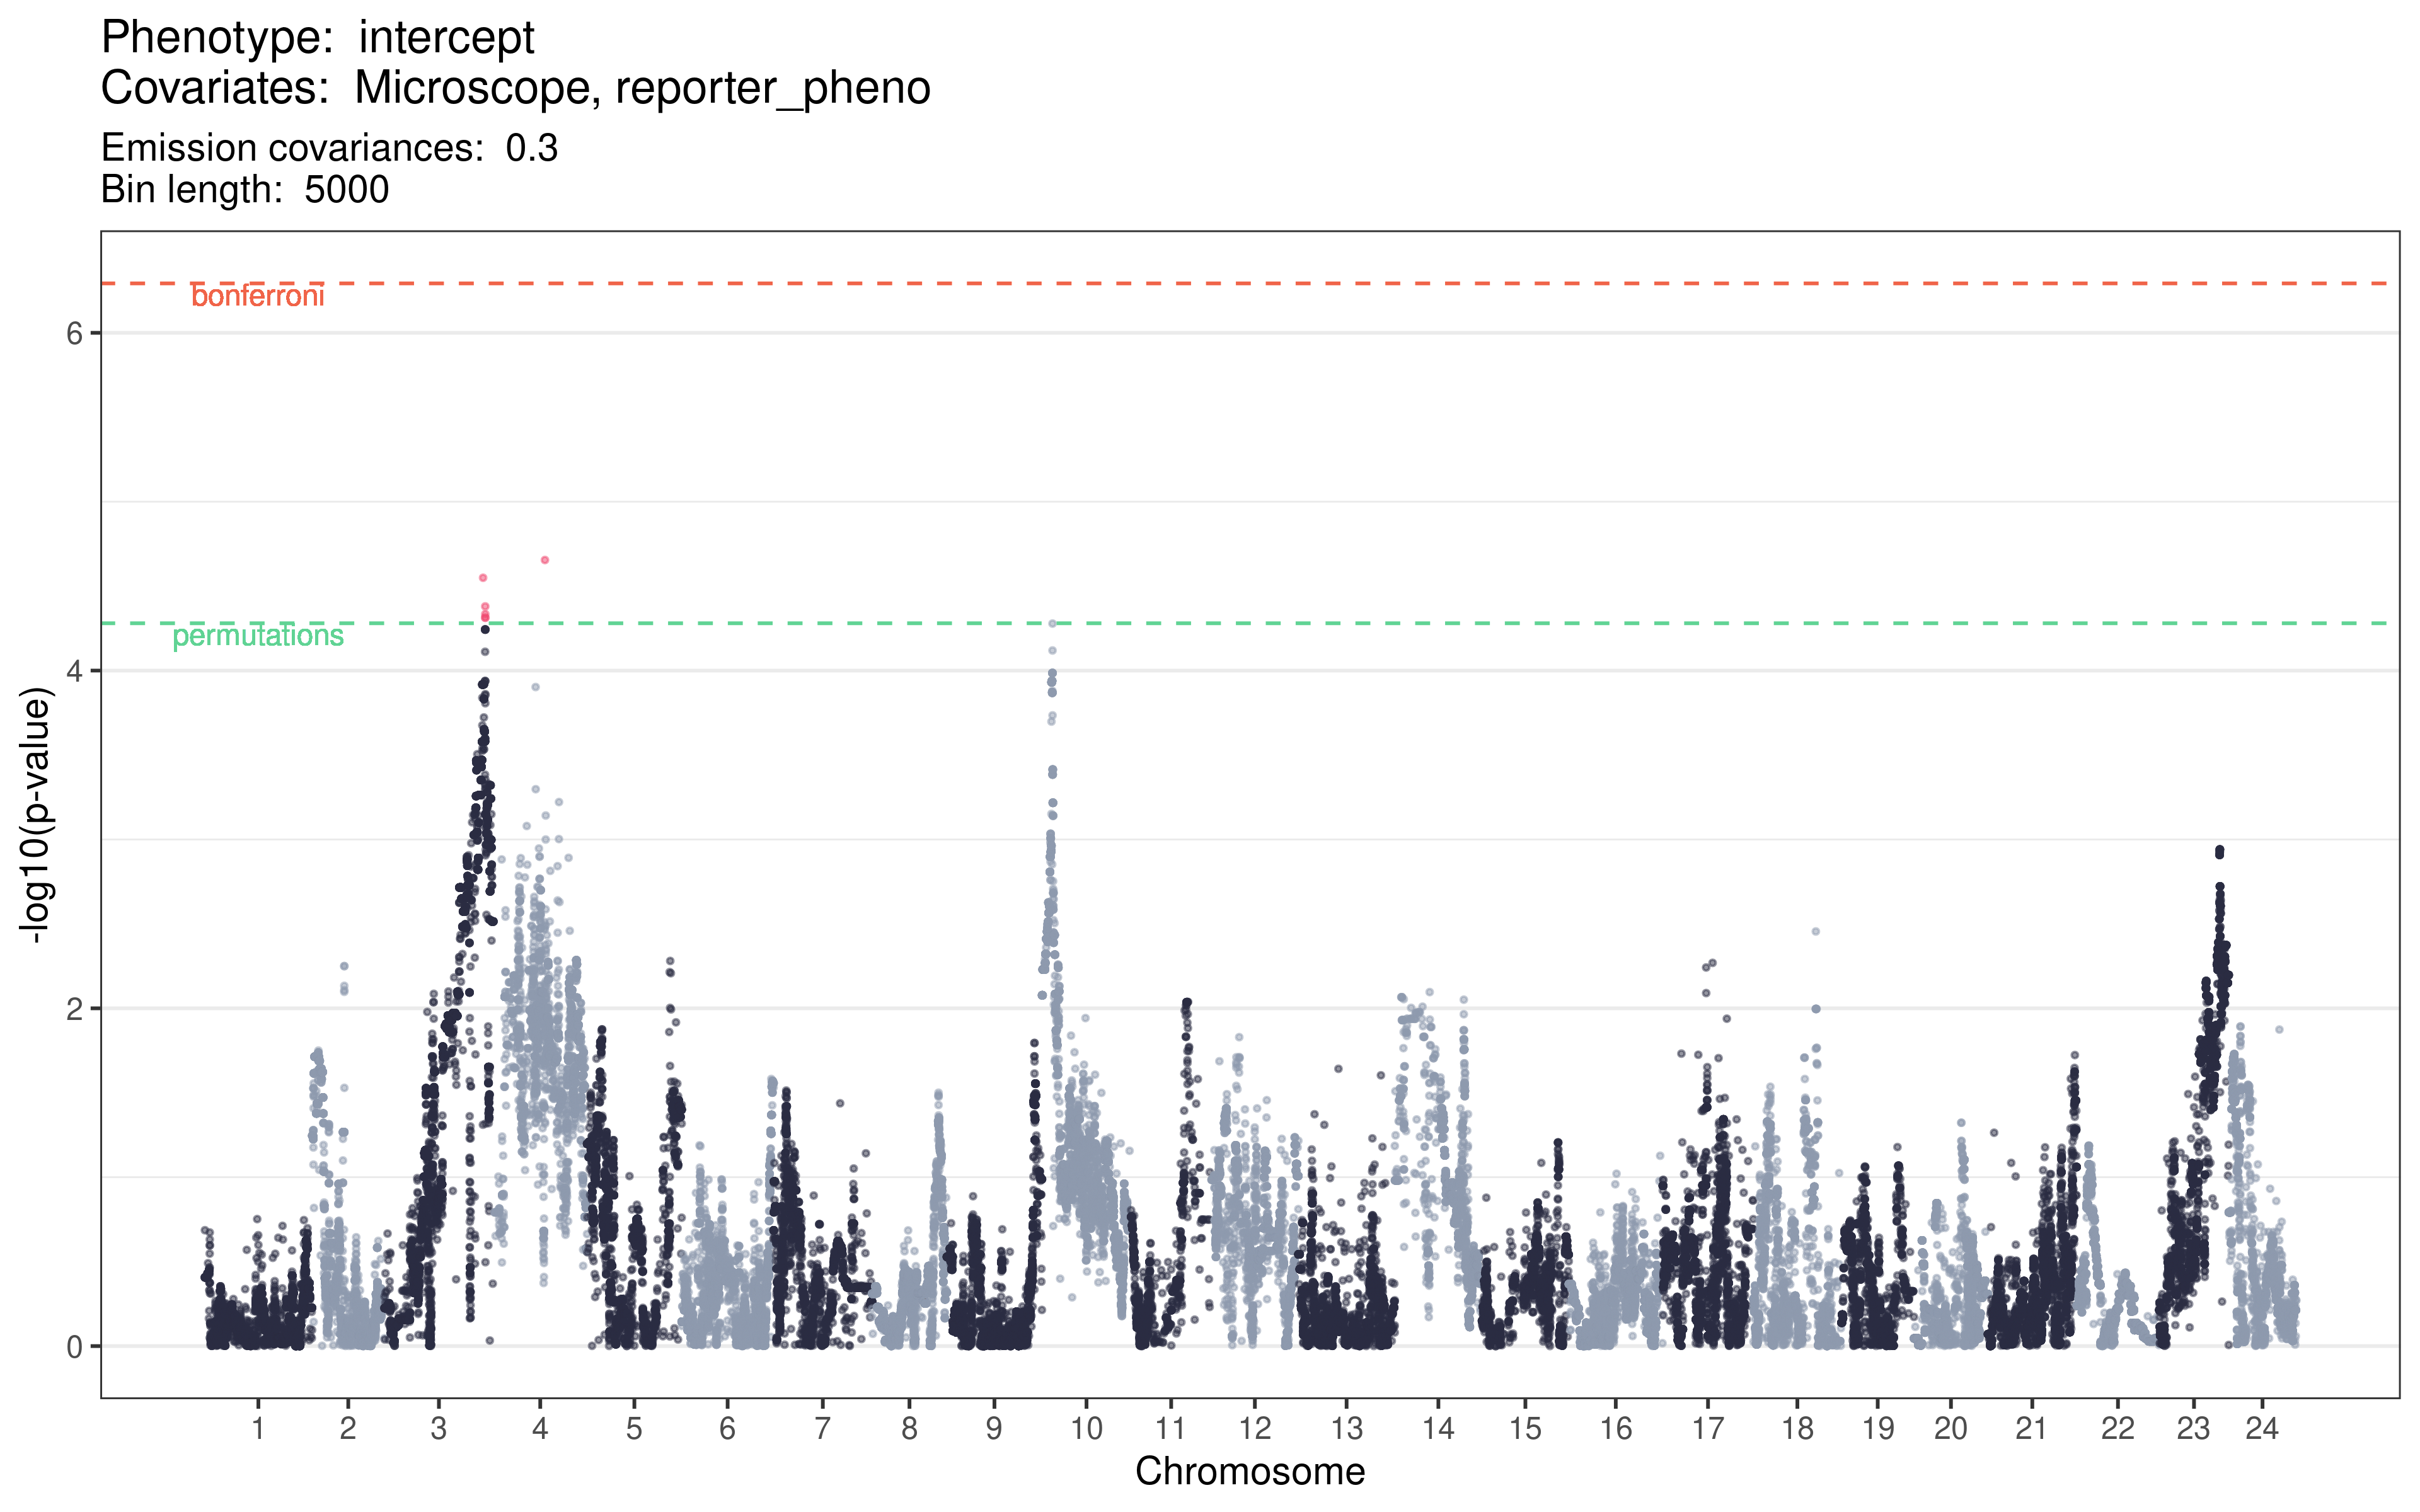 Phenotype: intercept
Covariates: Microscope, reporter_pheno
Emission covariances: 0.3
Bin length: 5000
bonferroni
6
permutations
4
-log10(p-value)
2
0
1 2 3 4 5 6 7 8 9 10 11 12 13 14 15 16 17 18 19 20 21 22 23 24
Chromosome